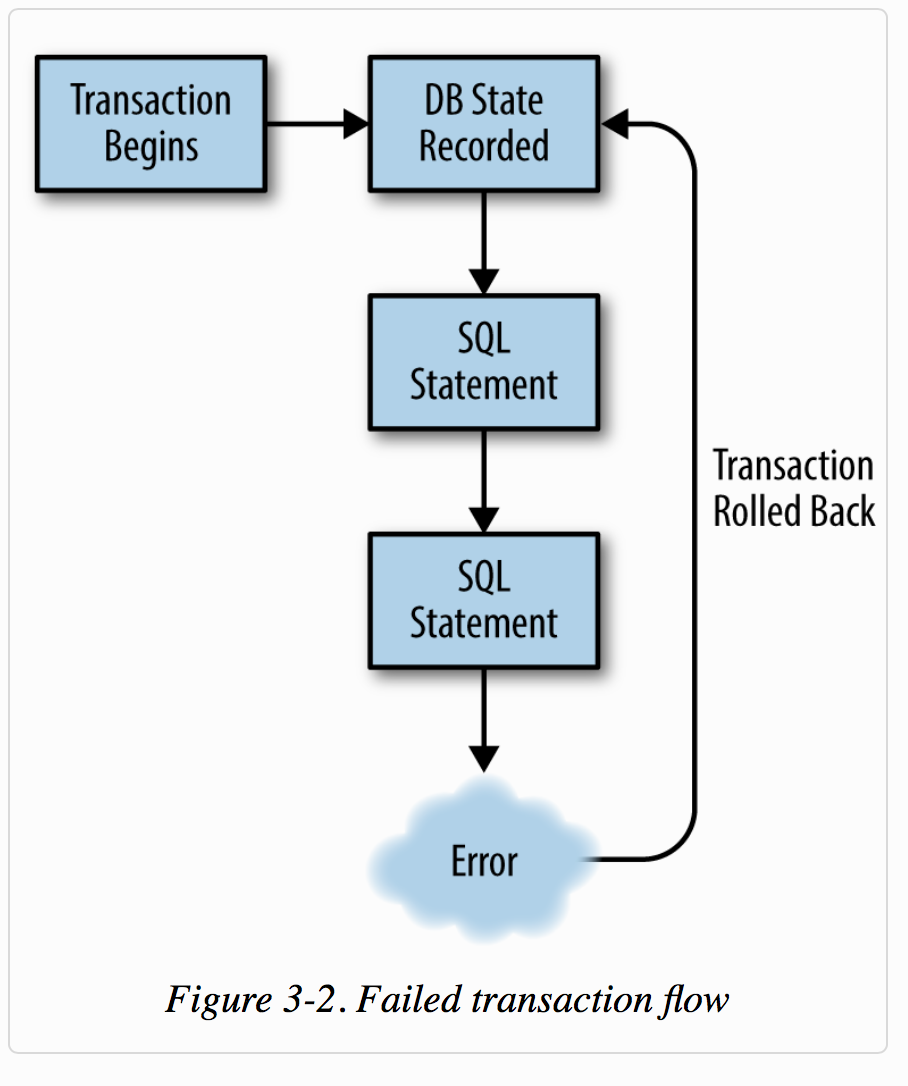 Transaction
Begins
DB State
Recorded
SQL
Statement
Transaction
Rolled Back
SQL
Statement
Error
Figure 3-2. Failed transaction flow